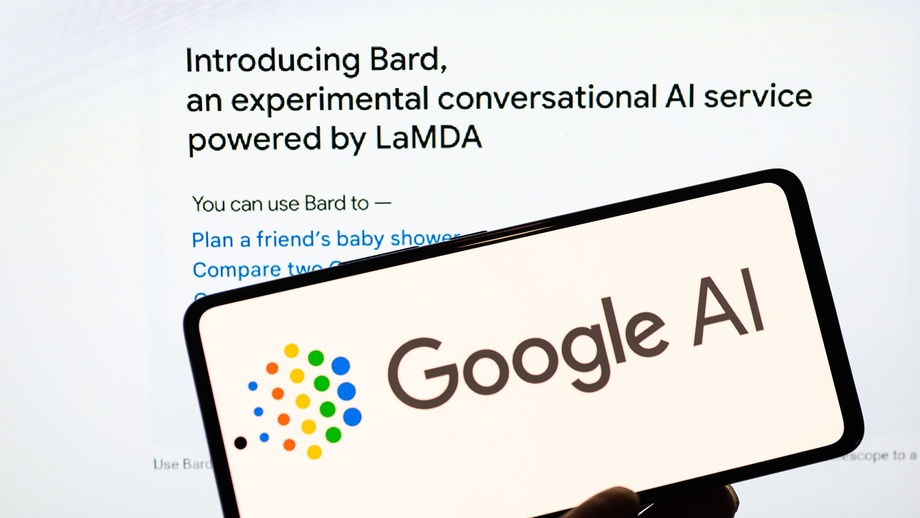 Introducing Bard,
an experimental conversational AI service
powered by LaMDA
You can use Bard to —
Plan a friend's baby shower
Compare two
Google AI
Use Bard
escope to a